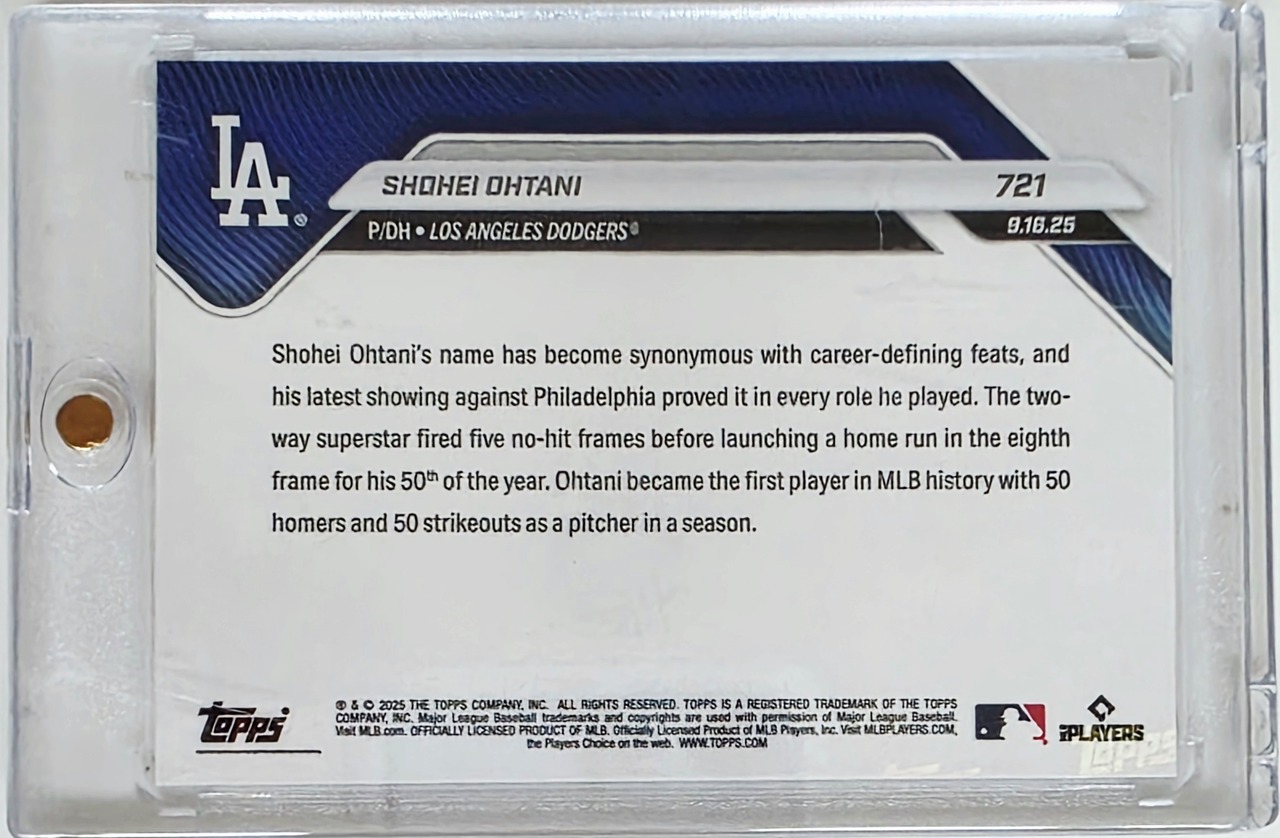 LA®
SHOHEI OHTANI 721
P/DH • LOS ANGELES DODGERS® 9.16.25
Shohei Ohtani's name has become synonymous with career-defining feats, and
his latest showing against Philadelphia proved it in every role he played. The two-
way superstar fired five no-hit frames before launching a home run in the eighth
frame for his 50th of the year. Ohtani became the first player in MLB history with 50
homers and 50 strikeouts as a pitcher in a season.
Topps
® & © 2025 THE TOPPS COMPANY, INC. ALL RIGHTS RESERVED. TOPPS IS A REGISTERED TRADEMARK OF THE TOPPS
COMPANY, INC. Major League Baseball trademarks and copyrights are used with permission of Major League Baseball.
Visit MLB.com. OFFICIALLY LICENSED PRODUCT OF MLB. Officially Licensed Product of MLB Players, Inc. Visit MLBPLAYERS.COM,
the Players Choice on the web. WWW.TOPPS.COM
PLAYERS
Topps